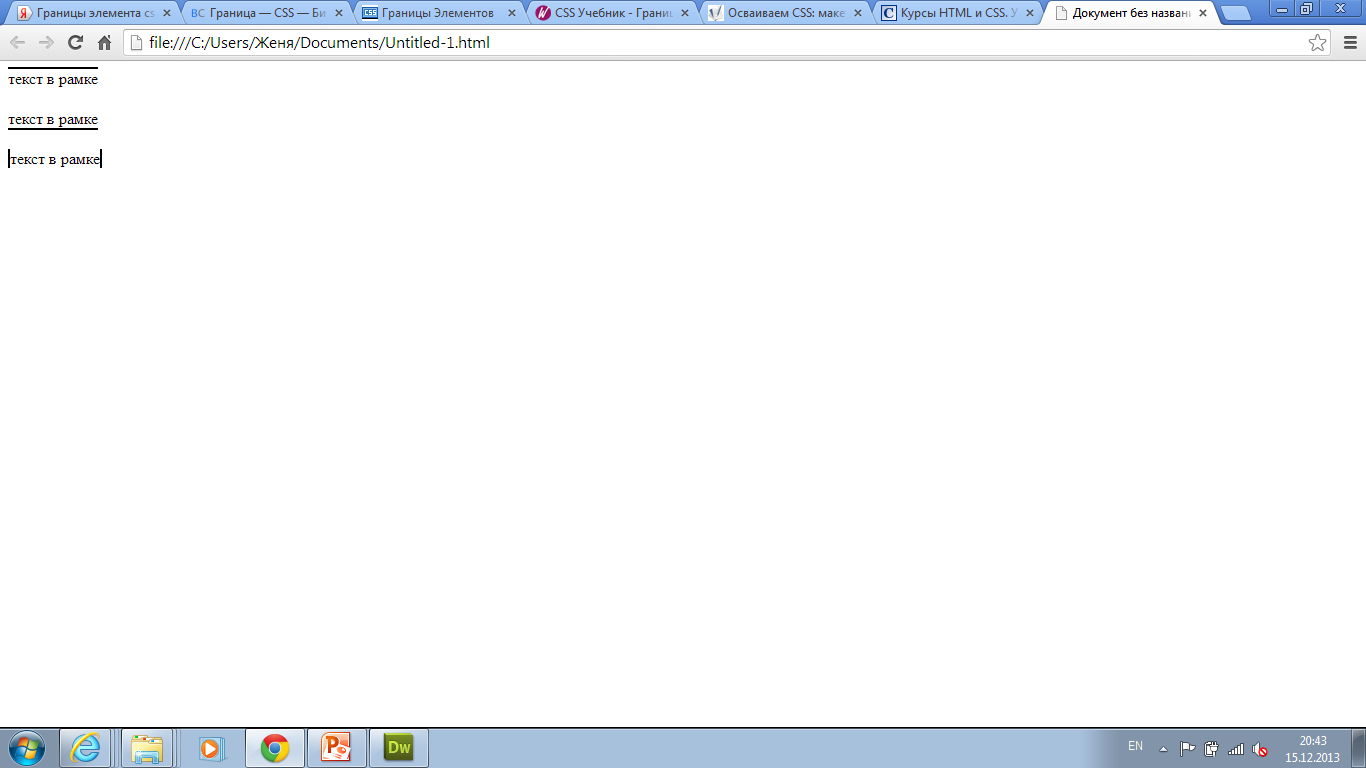 Границы элемента cs
ВС Граница — CSS — Би
css Границы Элементов
CSS Учебник - Грани
Осваиваем CSS: маке
C Курсы HTML и CSS. У
Документ без назван
file:///C:/Users/Женя/Documents/Untitled-1.html
текст в рамке
текст в рамке
текст в рамке
Dw
EN
20:43
15.12.2013